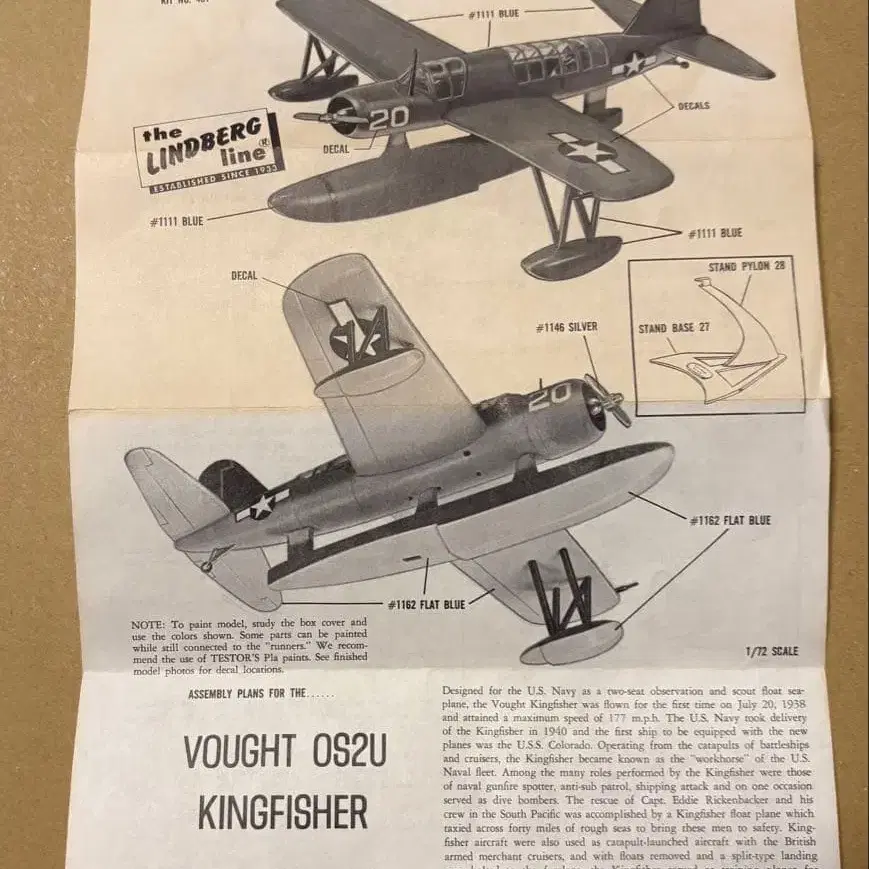 KIT NO.
#1111 BLUE
the
LINDBERG®
line
ESTABLISHED SINCE 1933
20
DECAL
DECALS
#1111 BLUE
#1111 BLUE
STAND PYLON 28
DECAL
#1146 SILVER
STAND BASE 27
20
#1162 FLAT BLUE
#1162 FLAT BLUE
NOTE: To paint model, study the box cover and
use the colors shown. Some parts can be painted
while still connected to the "runners." We recom-
mend the use of TESTOR'S Pla paints. See finished
model photos for decal locations.
1/72 SCALE
ASSEMBLY PLANS FOR THE......
VOUGHT OS2U
KINGFISHER
Designed for the U.S. Navy as a two-seat observation and scout float sea-
plane, the Vought Kingfisher was flown for the first time on July 20, 1938
and attained a maximum speed of 177 m.p.h. The U.S. Navy took delivery
of the Kingfisher in 1940 and the first ship to be equipped with the new
planes was the U.S.S. Colorado. Operating from the catapults of battleships
and cruisers, the Kingfisher became known as the "workhorse" of the U.S.
Naval fleet. Among the many roles performed by the Kingfisher were those
of naval gunfire spotter, anti-sub patrol, shipping attack and on one occasion
served as dive bombers. The rescue of Capt. Eddie Rickenbacker and his
crew in the South Pacific was accomplished by a Kingfisher float plane which
taxied across forty miles of rough seas to bring these men to safety. King-
fisher aircraft were also used as catapult-launched aircraft with the British
armed merchant cruisers, and with floats removed and a split-type landing